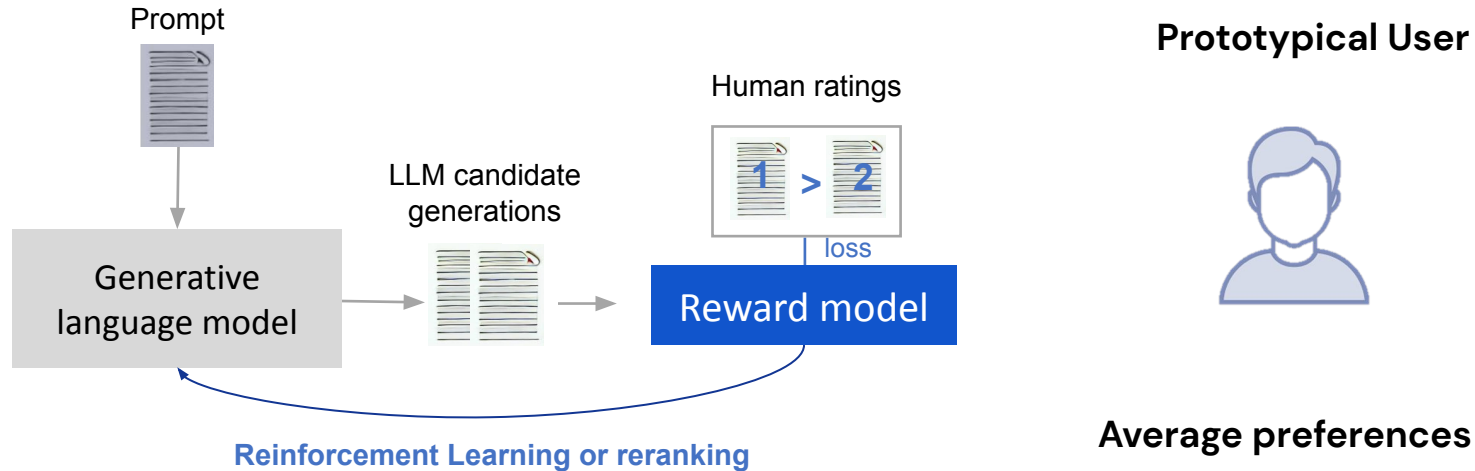 Prompt
Prototypical User
Human ratings
1 > 2
LLM candidate
generations
loss
Generative
language model
Reward model
Reinforcement Learning or reranking
Average preferences